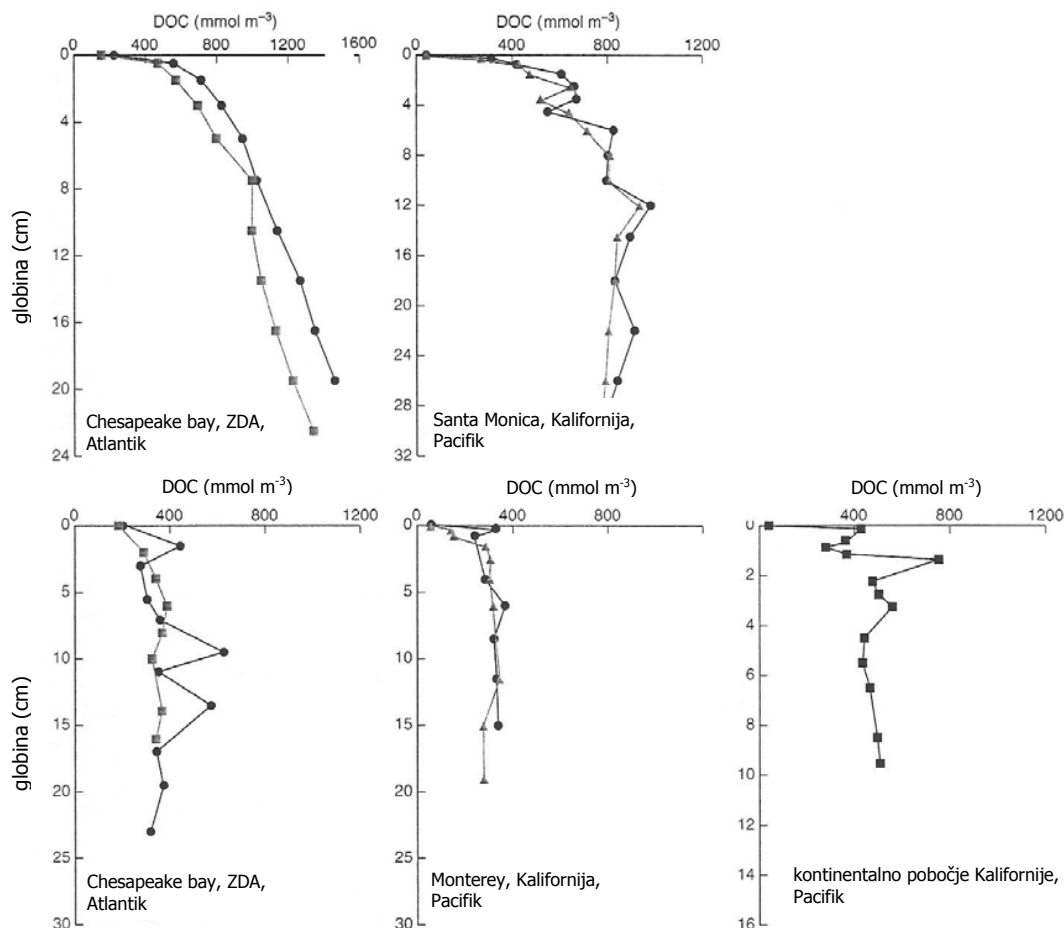 DOC (mmol m⁻³)
0 400 800 1200 1600
0
4
8
12
16
20
24
globina (cm)
Chesapeake bay, ZDA,
Atlantik
DOC (mmol m⁻³)
0 400 800 1200
0
4
8
12
16
20
24
28
32
Santa Monica, Kalifornija,
Pacifik
DOC (mmol m⁻³)
0 400 800 1200
0
5
10
15
20
25
30
globina (cm)
Chesapeake bay, ZDA,
Atlantik
DOC (mmol m⁻³)
0 400 800
0
5
10
15
20
25
30
Monterey, Kalifornija,
Pacifik
DOC (mmol m⁻³)
400 800 1200
0
2
4
6
8
10
12
14
16
kontinentalno pobočje Kalifornije,
Pacifik